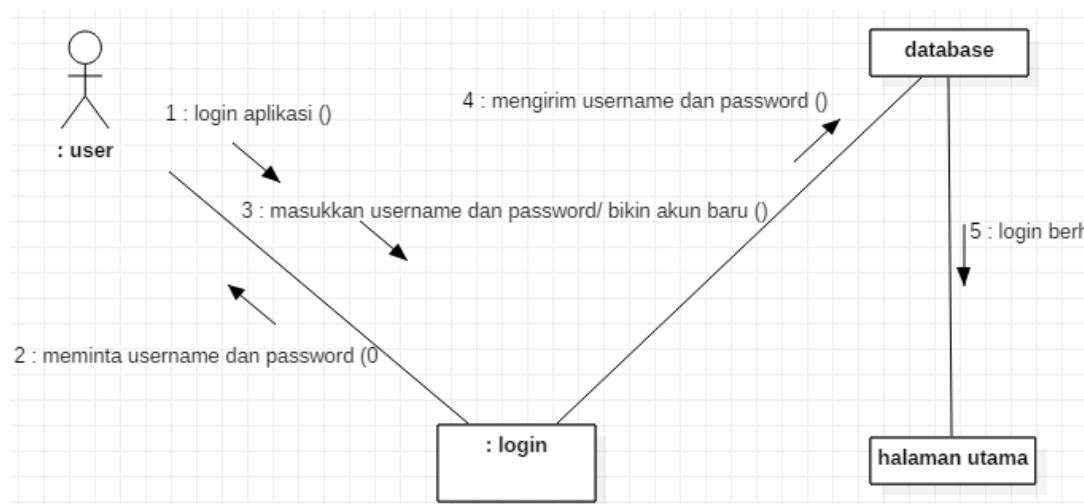 database
4 : mengirim username dan password ()
1 : login aplikasi ()
: user
3 : masukkan username dan password/ bikin akun baru ()
5 : login
2 : meminta username dan password (0
: login
halaman utama